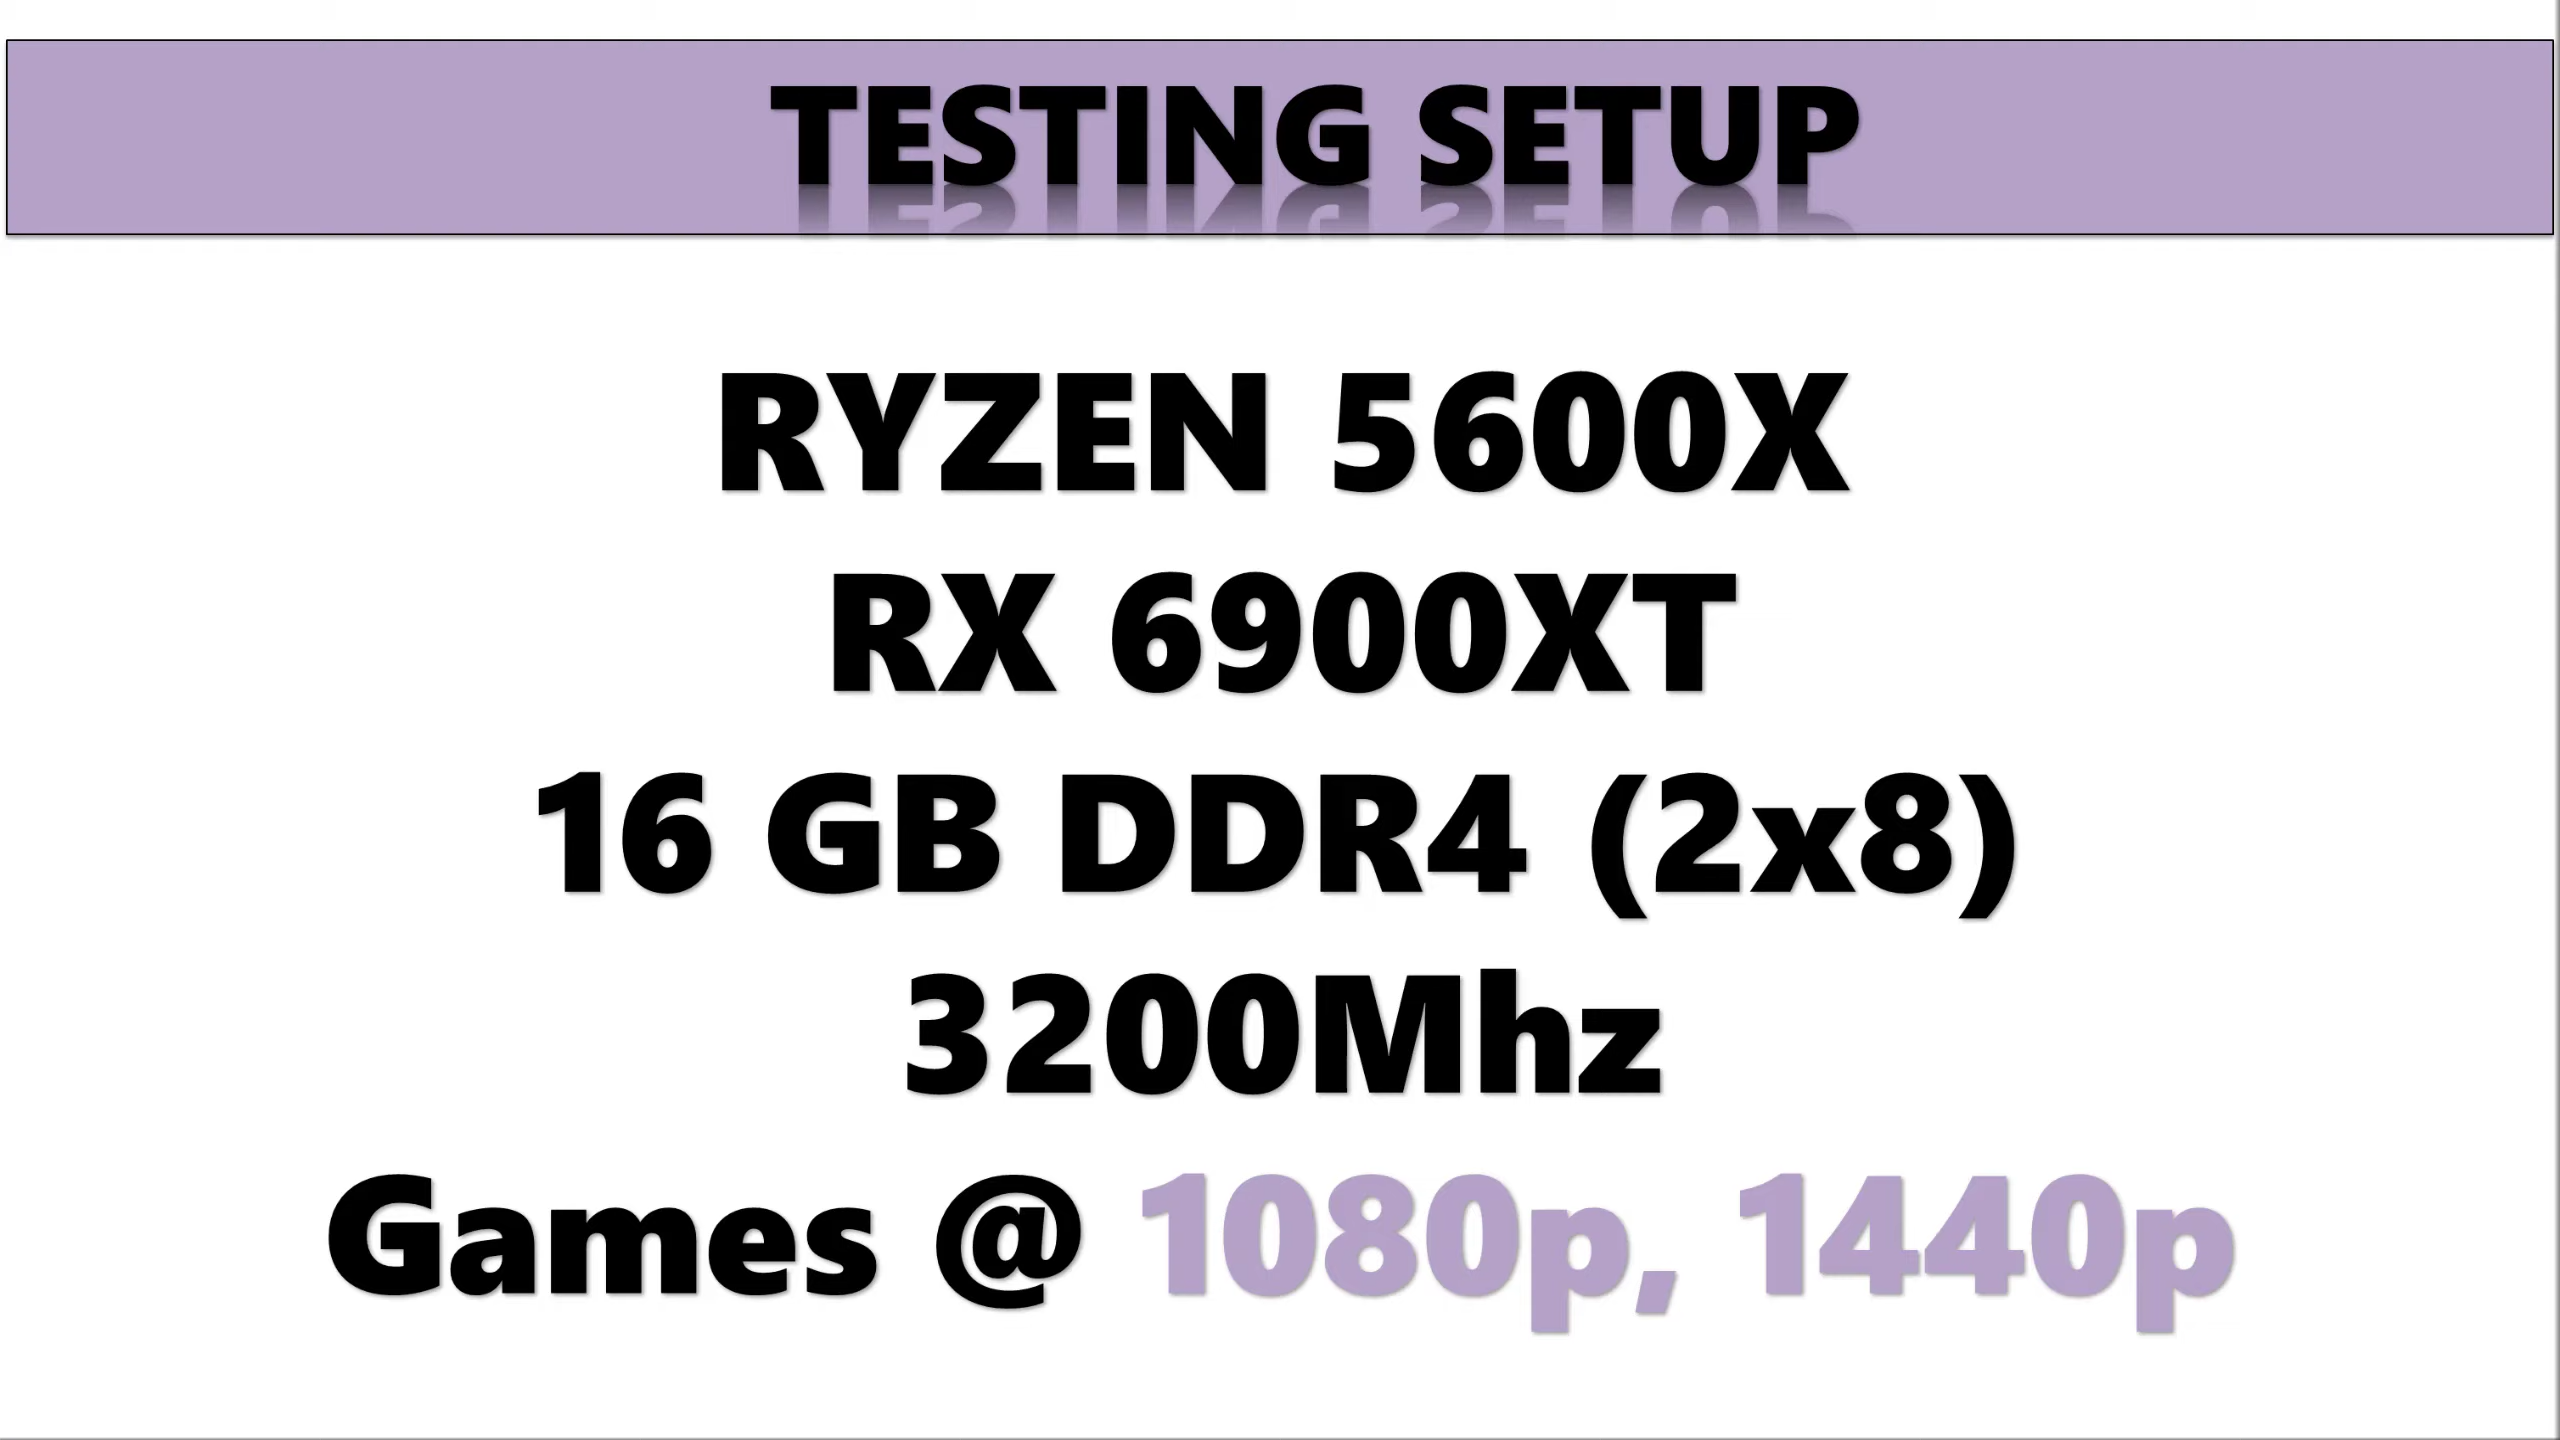 TESTING SETUP
RYZEN 5600X
RX 6900XT
16 GB DDR4 (2x8)
3200Mhz
Games @ 1080p, 1440p